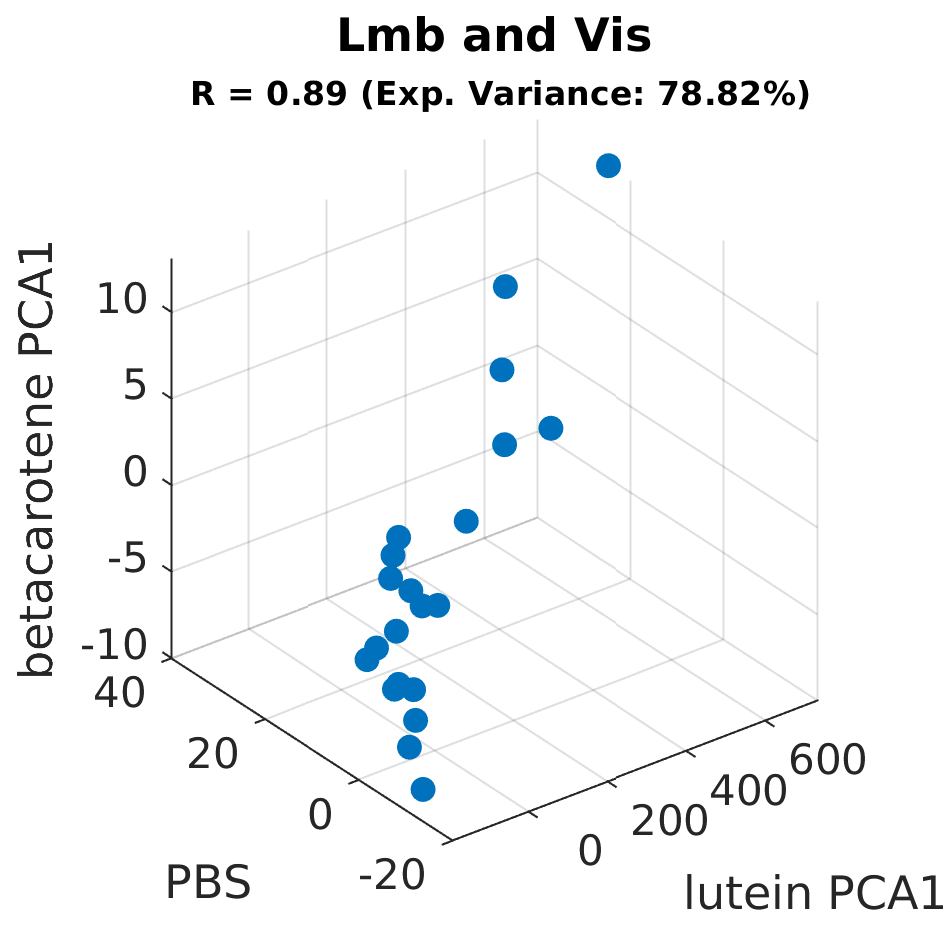 Lmb and Vis
R = 0.89 (Exp. Variance: 78.82%)
betacarotene PCA1
10
5
0
-5
-10
40
20
0
-20
PBS
0
200
400
600
lutein PCA1